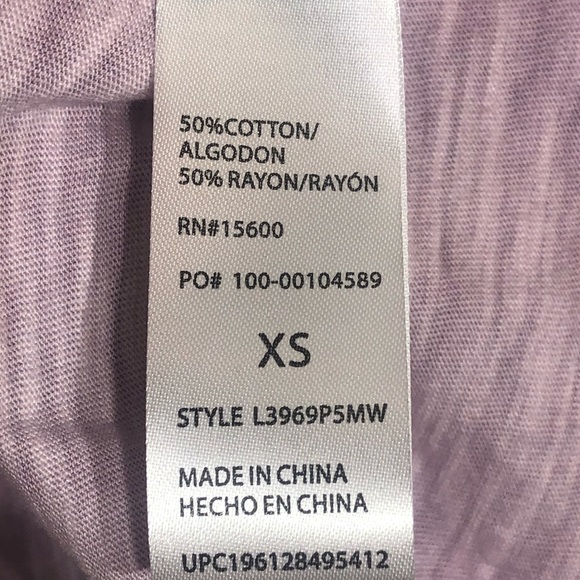 50%COTTON/
ALGODON
50% RAYON/RAYÓN
RN#15600
PO# 100-00104589
XS
STYLE L3969P5MW
MADE IN CHINA
HECHO EN CHINA
UPC196128495412